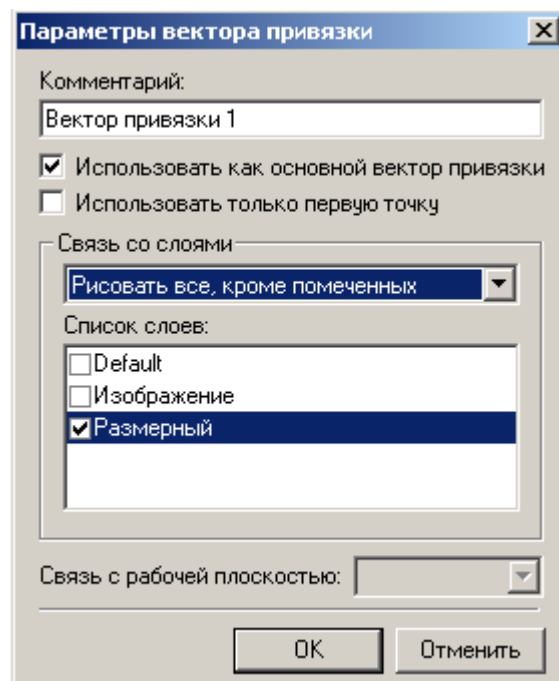 Параметры вектора привязки
Комментарий:
Вектор привязки 1
Использовать как основной вектор привязки
Использовать только первую точку
Связь со слоями
Рисовать все, кроме помеченных
Список слоев:
Default
Изображение
Размерный
Связь с рабочей плоскостью:
OK
Отменить